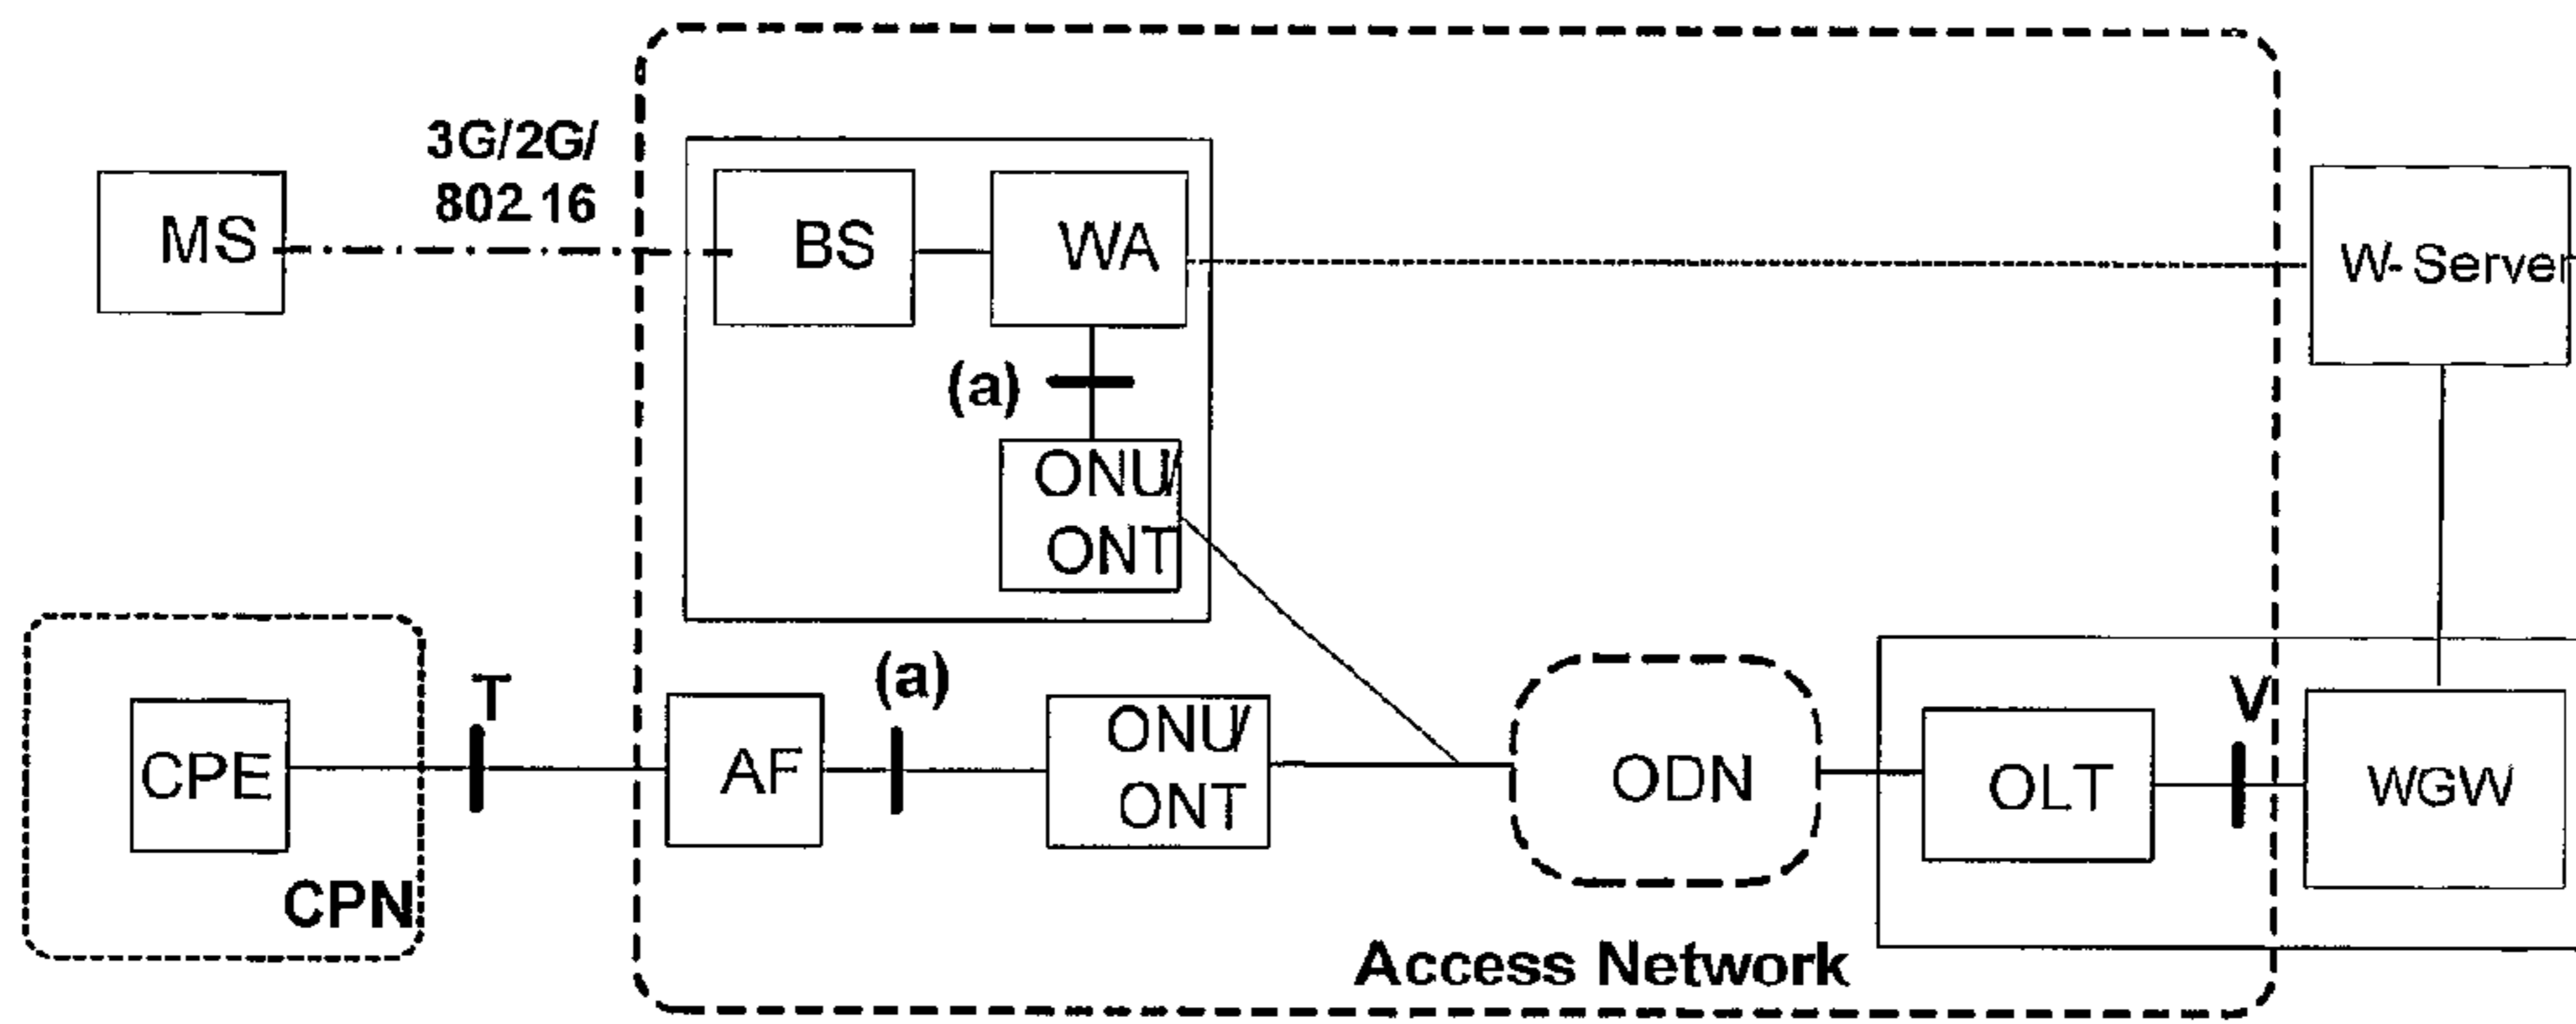 3G/2G/
802.16
MS
BS
WA
W-Server
(a)
ONU/
ONT
CPE
CPN
T
AF
(a)
ONU/
ONT
ODN
OLT
V
WGW
Access Network